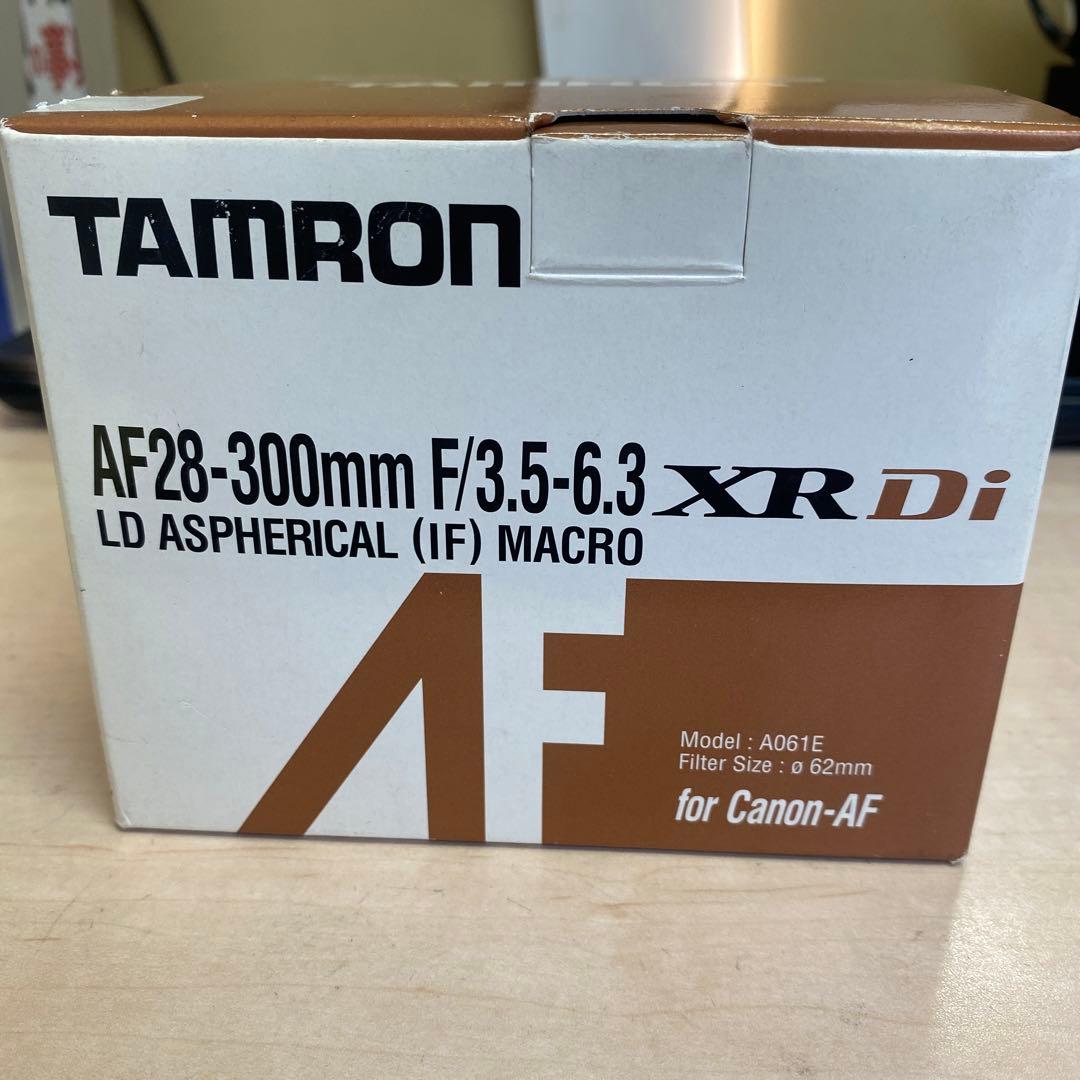 TAMRON
AF28-300mm F/3.5-6.3 XR Di
LD ASPHERICAL (IF) MACRO
AF
Model : A061E
Filter Size : ø 62mm
for Canon-AF